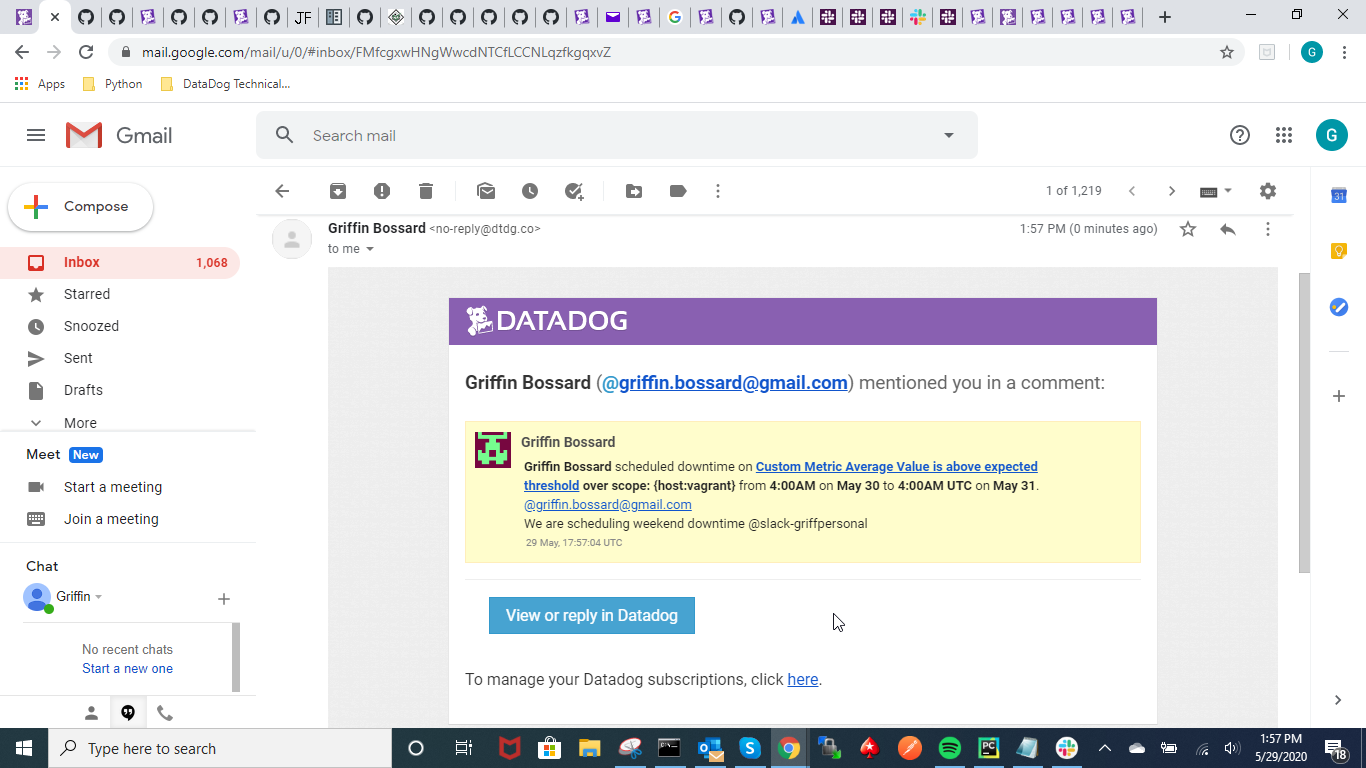 JF
mail.google.com/mail/u/0/#inbox/FMfcgxwHNgWwcdNTCfLCCNLqzfkgqxvZ
G
Apps
Python
DataDog Technical...
Gmail
Search mail
G
Compose
1 of 1,219
Griffin Bossard <no-reply@dtdg.co>
1:57 PM (0 minutes ago)
to me
Inbox
1,068
Starred
Snoozed
Sent
Drafts
More
Meet
New
Start a meeting
Join a meeting
Chat
Griffin
No recent chats
Start a new one
31
DATADOG
Griffin Bossard (@griffin.bossard@gmail.com) mentioned you in a comment:
Griffin Bossard
Griffin Bossard scheduled downtime on Custom Metric Average Value is above expected
threshold over scope: {host:vagrant} from 4:00AM on May 30 to 4:00AM UTC on May 31.
@griffin.bossard@gmail.com
We are scheduling weekend downtime @slack-griffpersonal
29 May, 17:57:04 UTC
View or reply in Datadog
To manage your Datadog subscriptions, click here.
Type here to search
PC
1:57 PM
5/29/2020
18